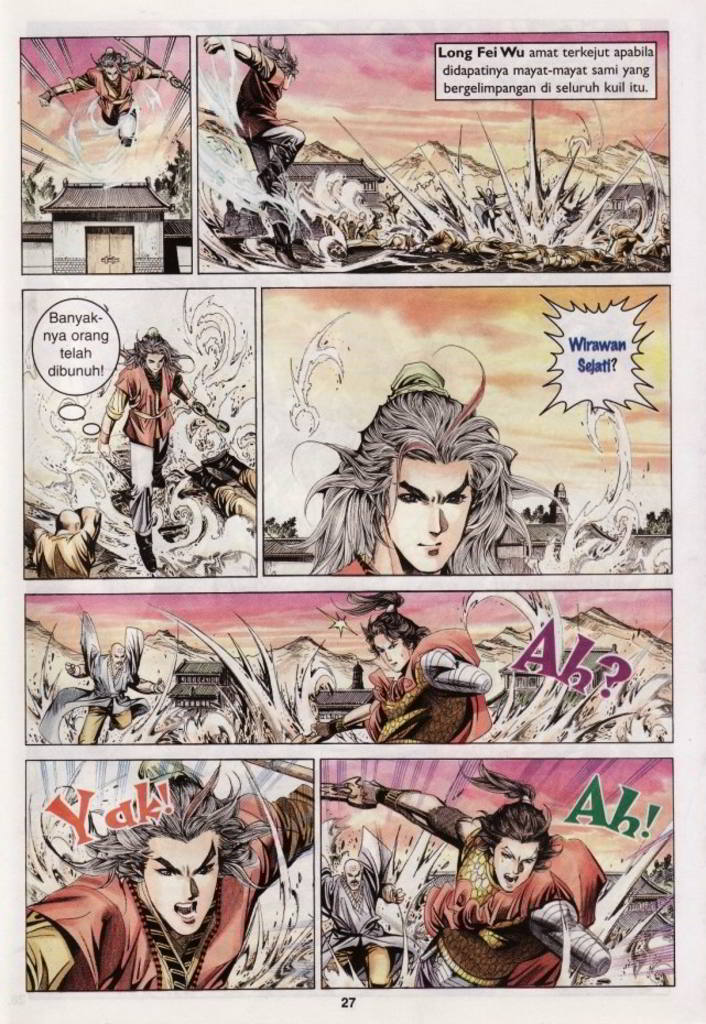 Long Fei Wu amat terkejut apabila
didapatinya mayat-mayat sami yang
bergelimpangan di seluruh kuil itu.
Banyak-
nya orang
telah
dibunuh!
Wirawan
Sejati?
Ah?
Yak!
Ah!
27